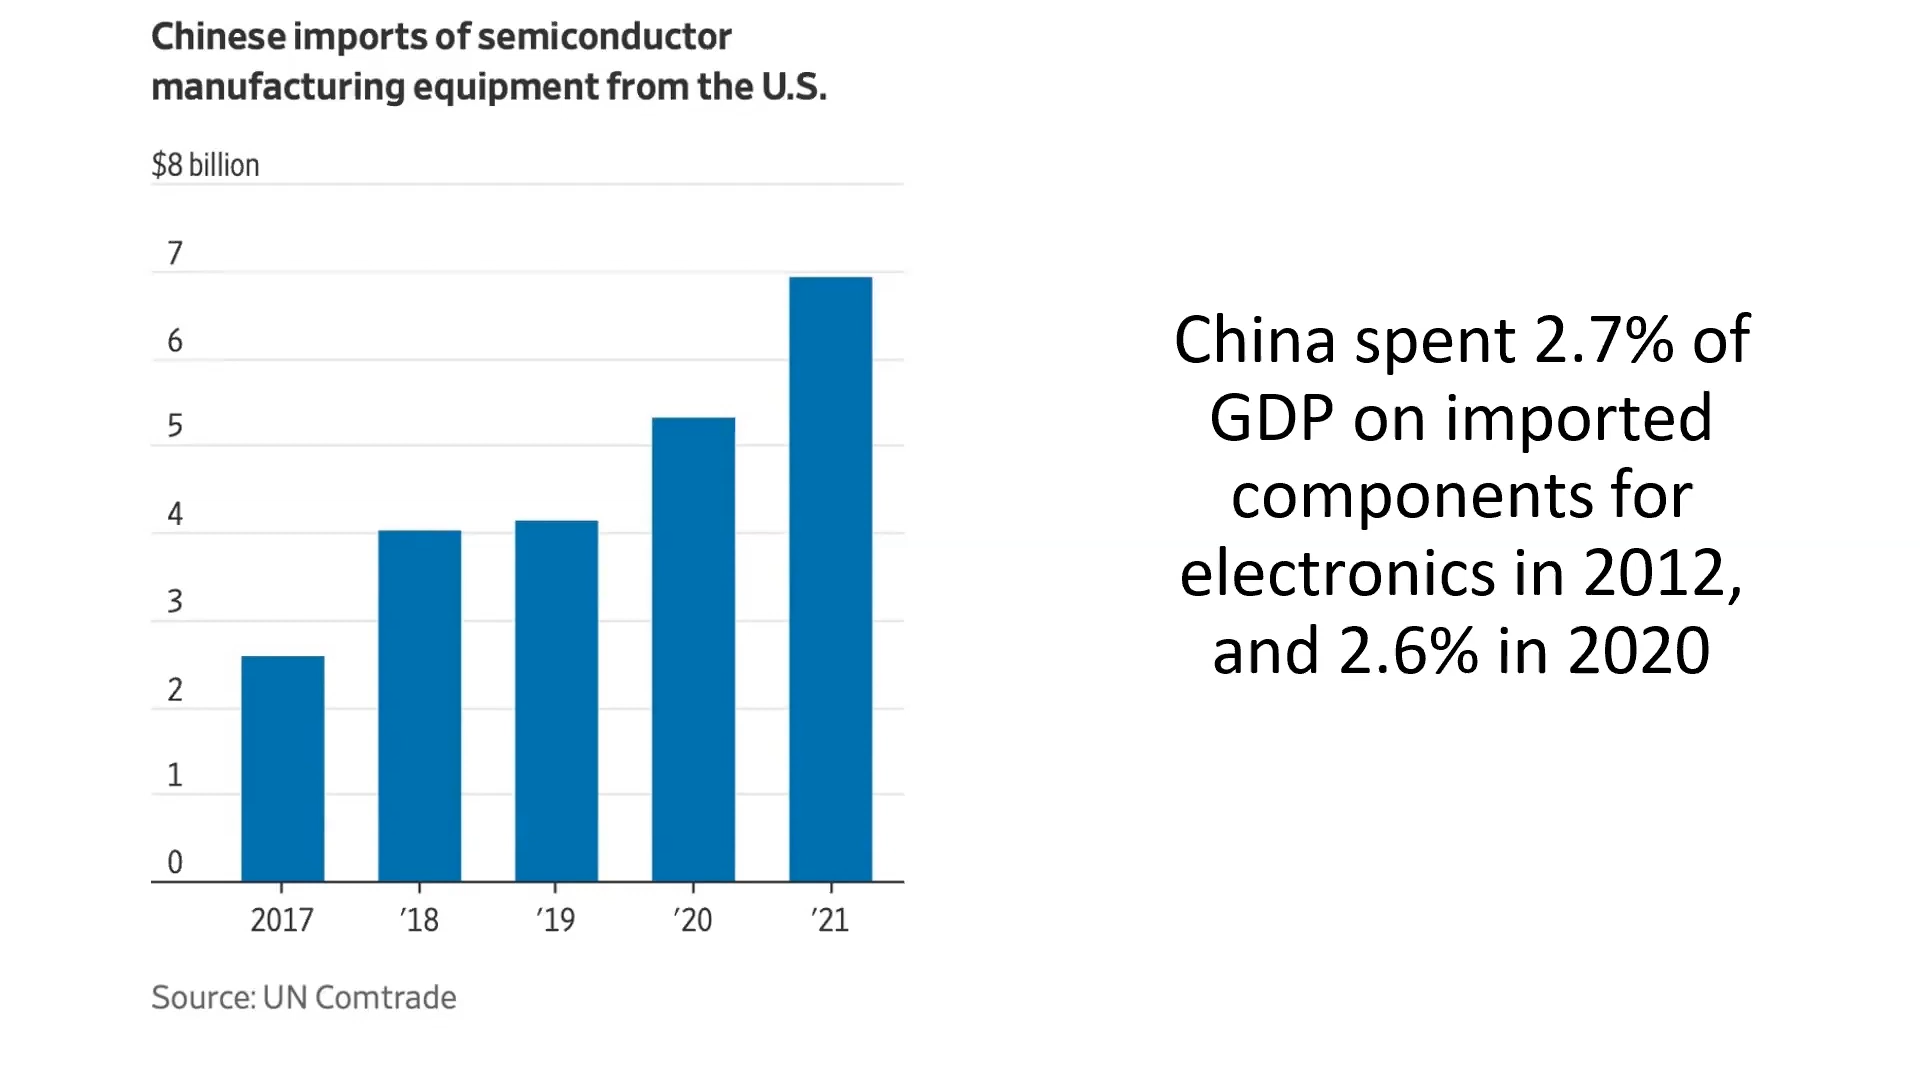 Chinese imports of semiconductor
manufacturing equipment from the U.S.
$8 billion
7
6
5
4
3
2
1
0
2017 ’18 ’19 ’20 ’21
Source: UN Comtrade
China spent 2.7% of
GDP on imported
components for
electronics in 2012,
and 2.6% in 2020